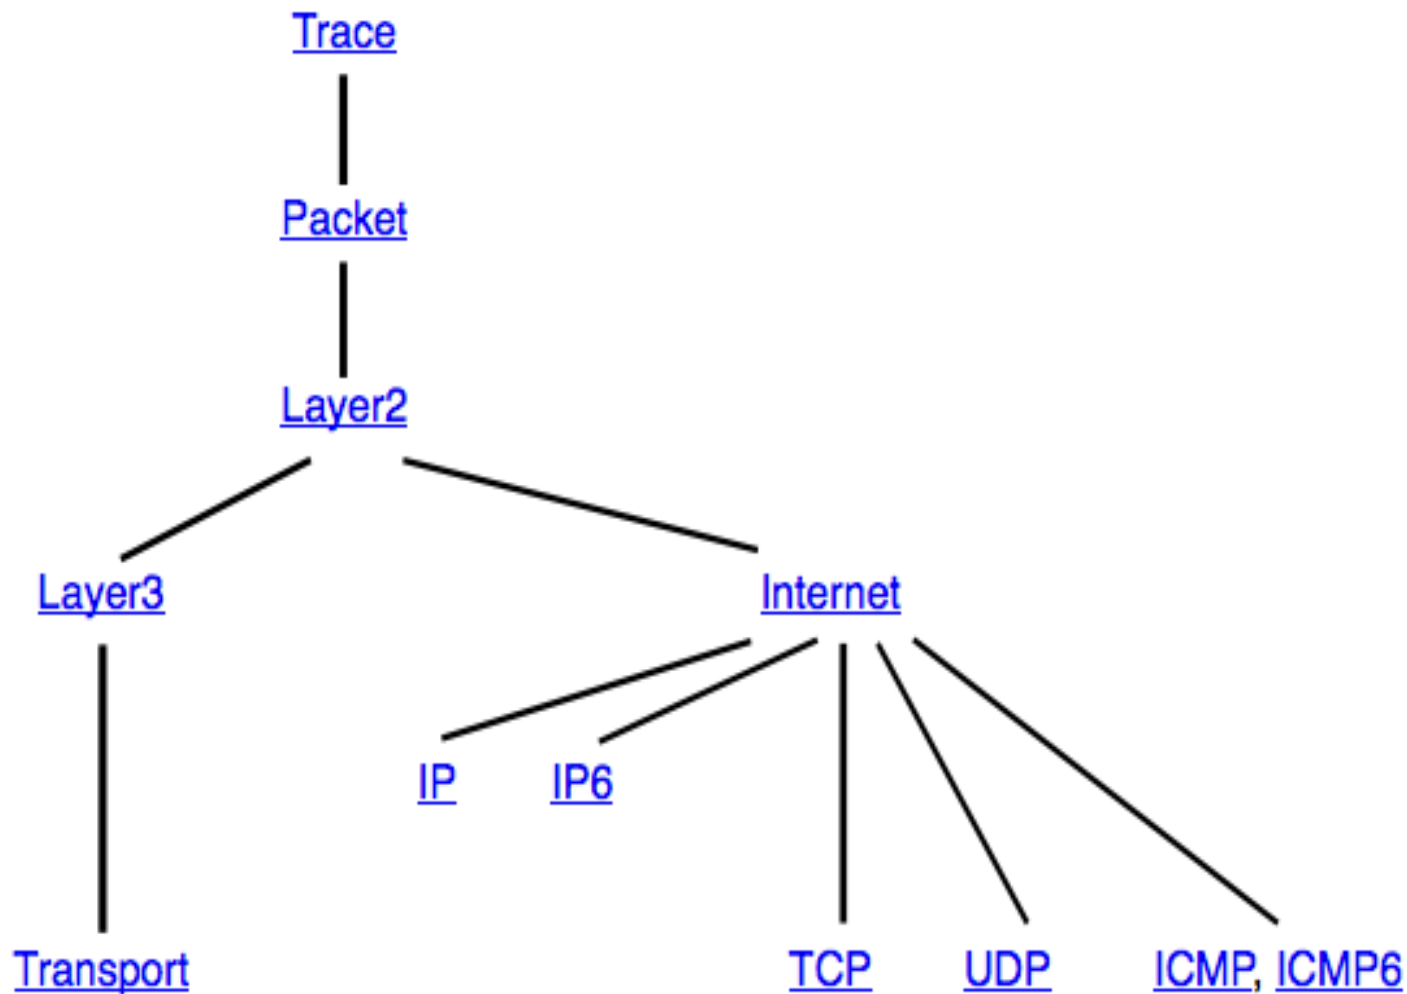 Trace
Packet
Layer2
Layer3 Internet
IP IP6
Transport TCP UDP ICMP, ICMP6